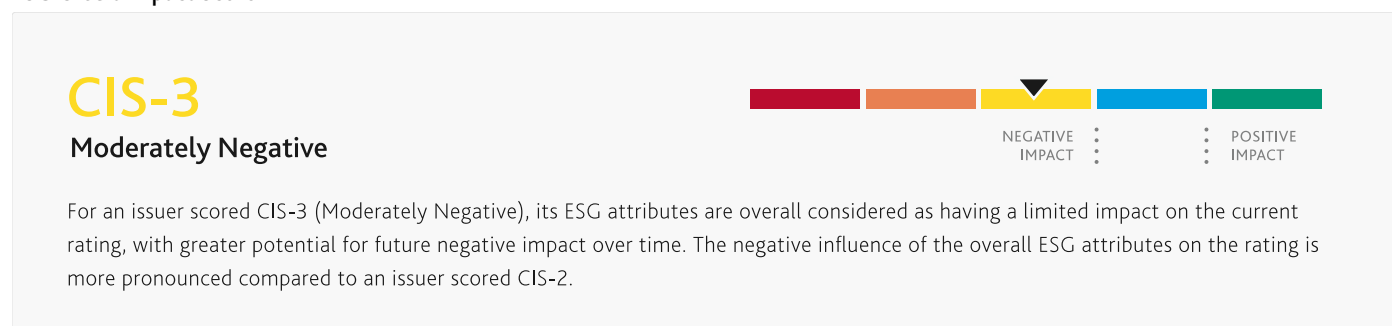 CIS-3
Moderately Negative
NEGATIVE
IMPACT
POSITIVE
IMPACT
For an issuer scored CIS-3 (Moderately Negative), its ESG attributes are overall considered as having a limited impact on the current
rating, with greater potential for future negative impact over time. The negative influence of the overall ESG attributes on the rating is
more pronounced compared to an issuer scored CIS-2.